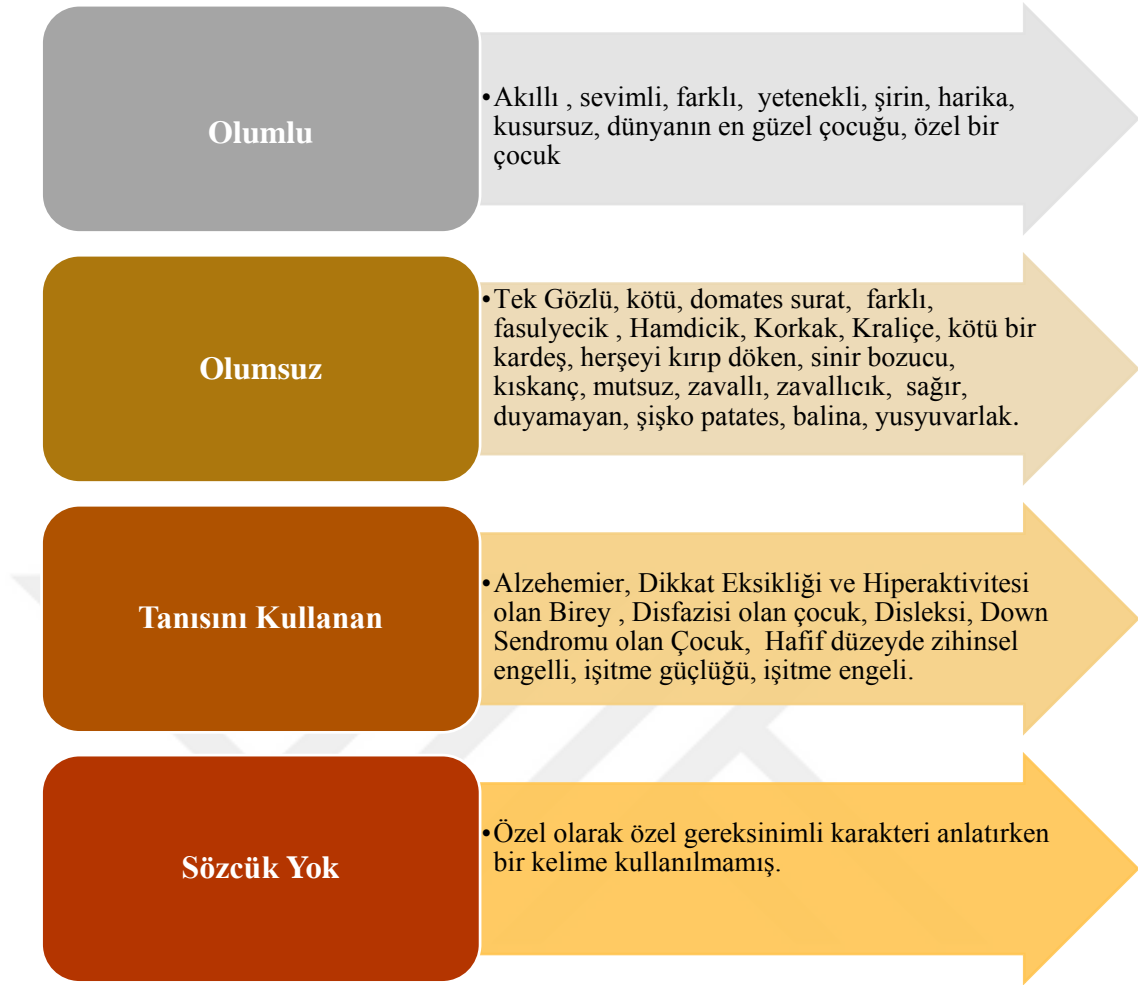 Olumlu
•Akıllı , sevimli, farklı, yetenekli, şirin, harika,
kusursuz, dünyanın en güzel çocuğu, özel bir
çocuk
Olumsuz
•Tek Gözlü, kötü, domates surat, farklı,
fasulyecik , Hamdicik, Korkak, Kraliçe, kötü bir
kardeş, herşeyi kırıp döken, sinir bozucu,
kıskanç, mutsuz, zavallı, zavallıcık, sağır,
duyamayan, şişko patates, balina, yusyuvarlak.
Tanısını Kullanan
•Alzehemier, Dikkat Eksikliği ve Hiperaktivitesi
olan Birey , Disfazisi olan çocuk, Disleksi, Down
Sendromu olan Çocuk, Hafif düzeyde zihinsel
engelli, işitme güçlüğü, işitme engeli.
Sözcük Yok
•Özel olarak özel gereksinimli karakteri anlatırken
bir kelime kullanılmamış.